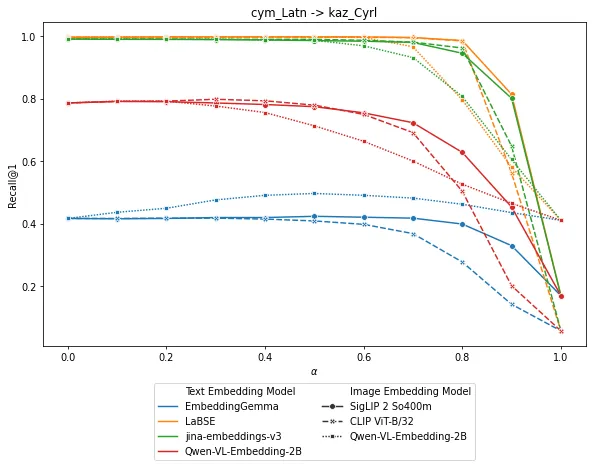 cym_Latn -> kaz_Cyrl
Recall@1
1.0
0.8
0.6
0.4
0.2
0.0 0.2 0.4 0.6 0.8 1.0
α
Text Embedding Model
EmbeddingGemma
LaBSE
jina-embeddings-v3
Qwen-VL-Embedding-2B
Image Embedding Model
SigLIP 2 So400m
CLIP ViT-B/32
Qwen-VL-Embedding-2B